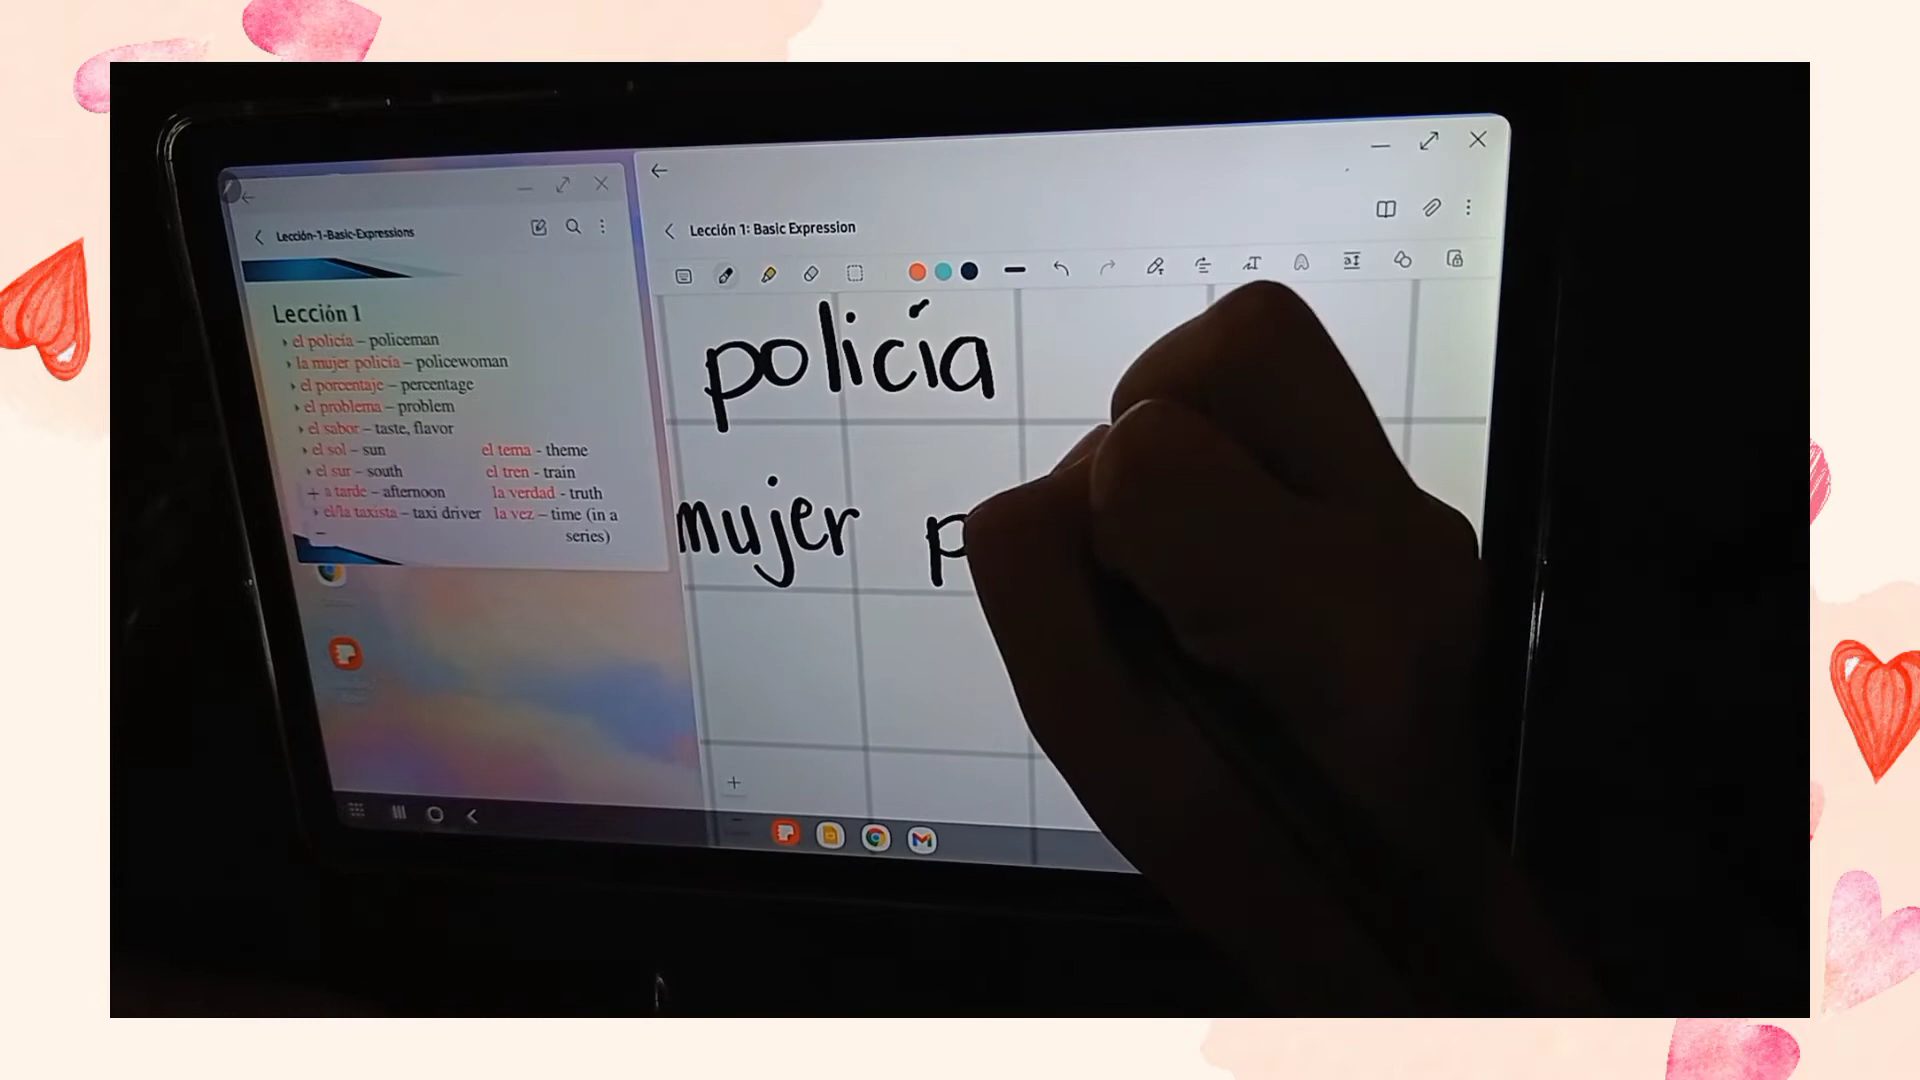 Lección-1-Basic-Expressions
Lección 1
el policía – policeman
la mujer policía – policewoman
el porcentaje – percentage
el problema – problem
el sabor – taste, flavor
el sol – sun
el sur – south
a tarde – afternoon
el/la taxista – taxi driver
el tema - theme
el tren - train
la verdad - truth
la vez – time (in a
series)
Lección 1: Basic Expression
policía
mujer p